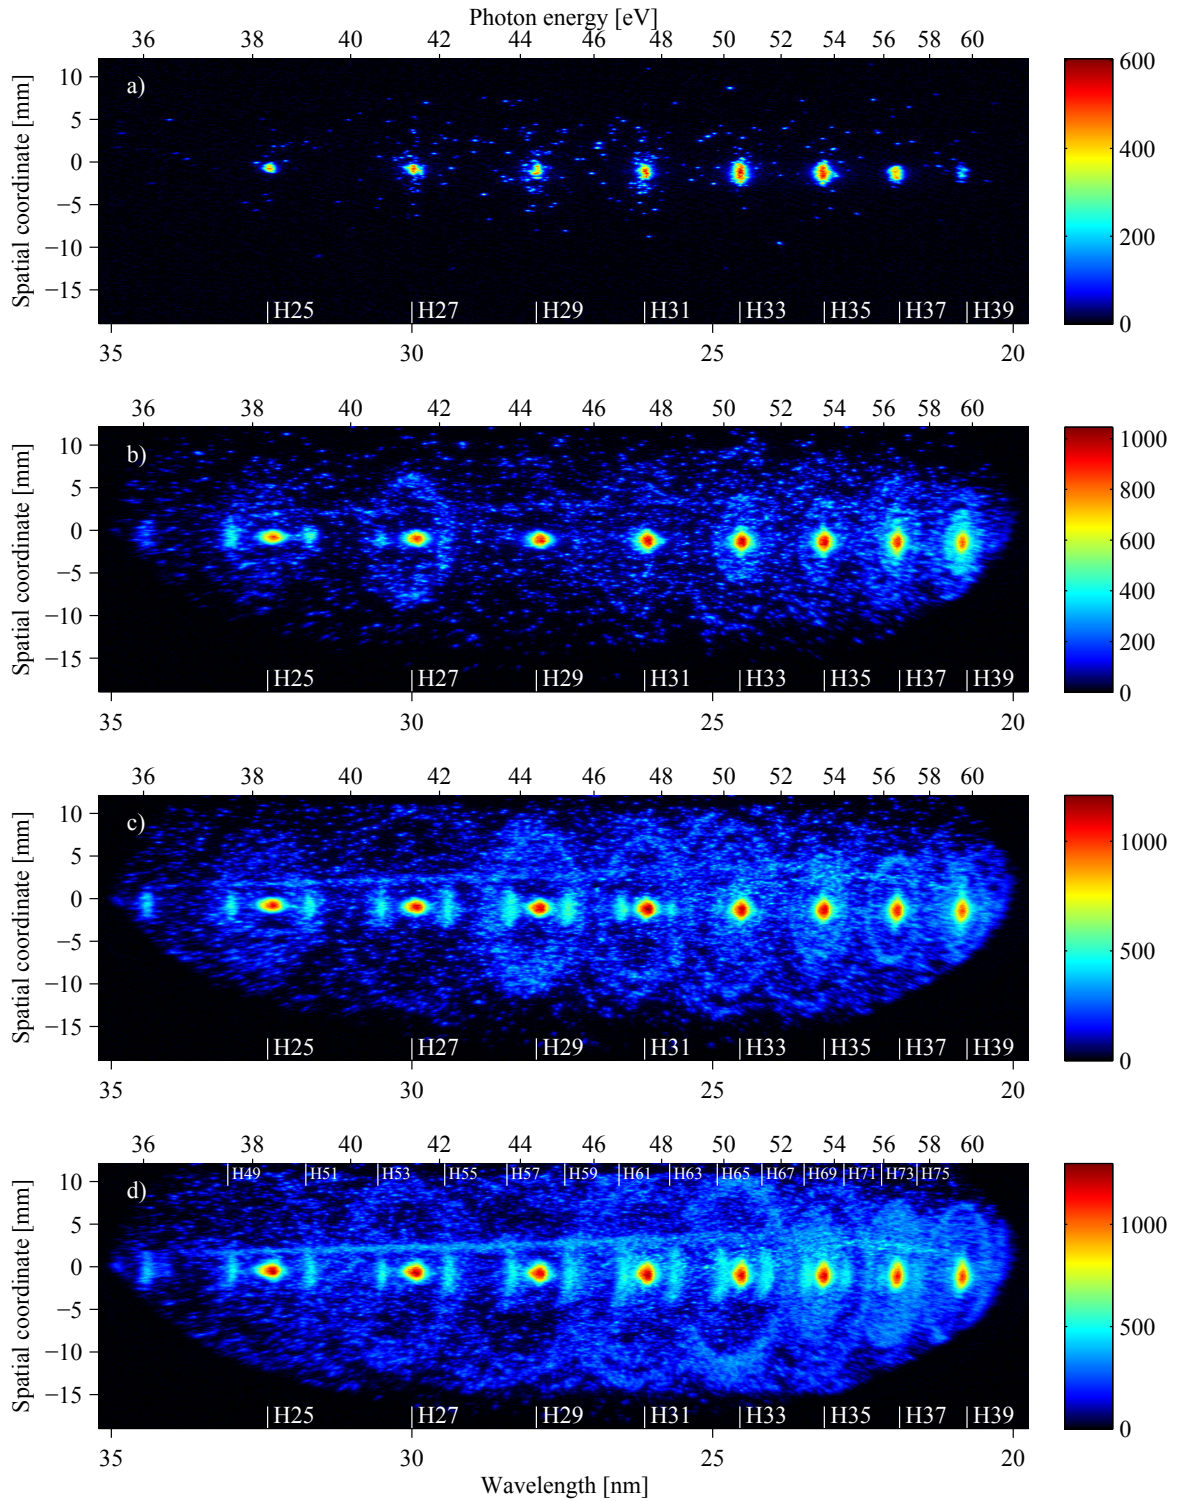 Photon energy [eV]
36 38 40 42 44 46 48 50 52 54 56 58 60
a)
10
5
0
−5
−10
−15
Spatial coordinate [mm]
H25 H27 H29 H31 H33 H35 H37 H39
35 30 25 20
600
400
200
0
36 38 40 42 44 46 48 50 52 54 56 58 60
b)
10
5
0
−5
−10
−15
Spatial coordinate [mm]
H25 H27 H29 H31 H33 H35 H37 H39
35 30 25 20
1000
800
600
400
200
0
36 38 40 42 44 46 48 50 52 54 56 58 60
c)
10
5
0
−5
−10
−15
Spatial coordinate [mm]
H25 H27 H29 H31 H33 H35 H37 H39
35 30 25 20
1000
500
0
36 38 40 42 44 46 48 50 52 54 56 58 60
H49 H51 H53 H55 H57 H59 H61 H63 H65 H67 H69 H71 H73 H75
d)
10
5
0
−5
−10
−15
Spatial coordinate [mm]
H25 H27 H29 H31 H33 H35 H37 H39
35 30 25 20
Wavelength [nm]
1000
500
0